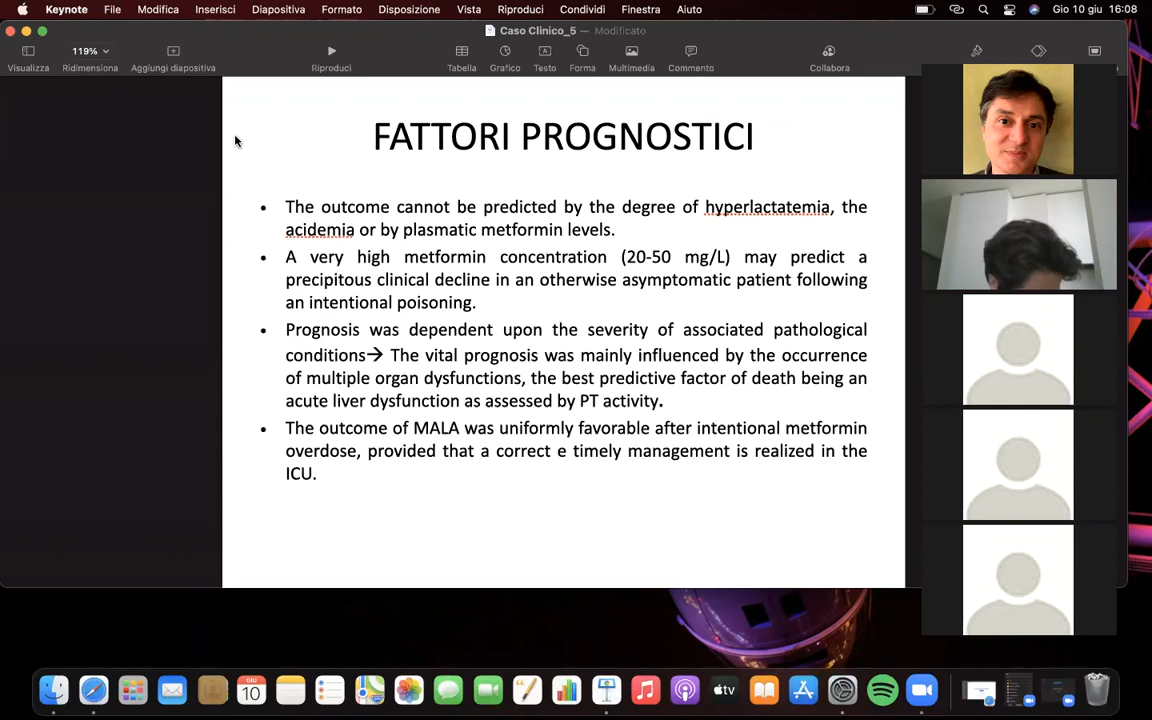 Keynote File Modifica Inserisci Diapositiva Formato Disposizione Vista Riproduci Condividi Finestra Aiuto Gio 10 giu 16:08
Caso Clinico_5 — Modificato
119%
Visualizza Ridimensiona Aggiungi diapositiva Riproduci Tabella Grafico Testo Forma Multimedia Commento Collabora
FATTORI PROGNOSTICI
• The outcome cannot be predicted by the degree of hyperlactatemia, the
acidemia or by plasmatic metformin levels.
• A very high metformin concentration (20-50 mg/L) may predict a
precipitous clinical decline in an otherwise asymptomatic patient following
an intentional poisoning.
• Prognosis was dependent upon the severity of associated pathological
conditions→ The vital prognosis was mainly influenced by the occurrence
of multiple organ dysfunctions, the best predictive factor of death being an
acute liver dysfunction as assessed by PT activity.
• The outcome of MALA was uniformly favorable after intentional metformin
overdose, provided that a correct e timely management is realized in the
ICU.
GIU
10
tv